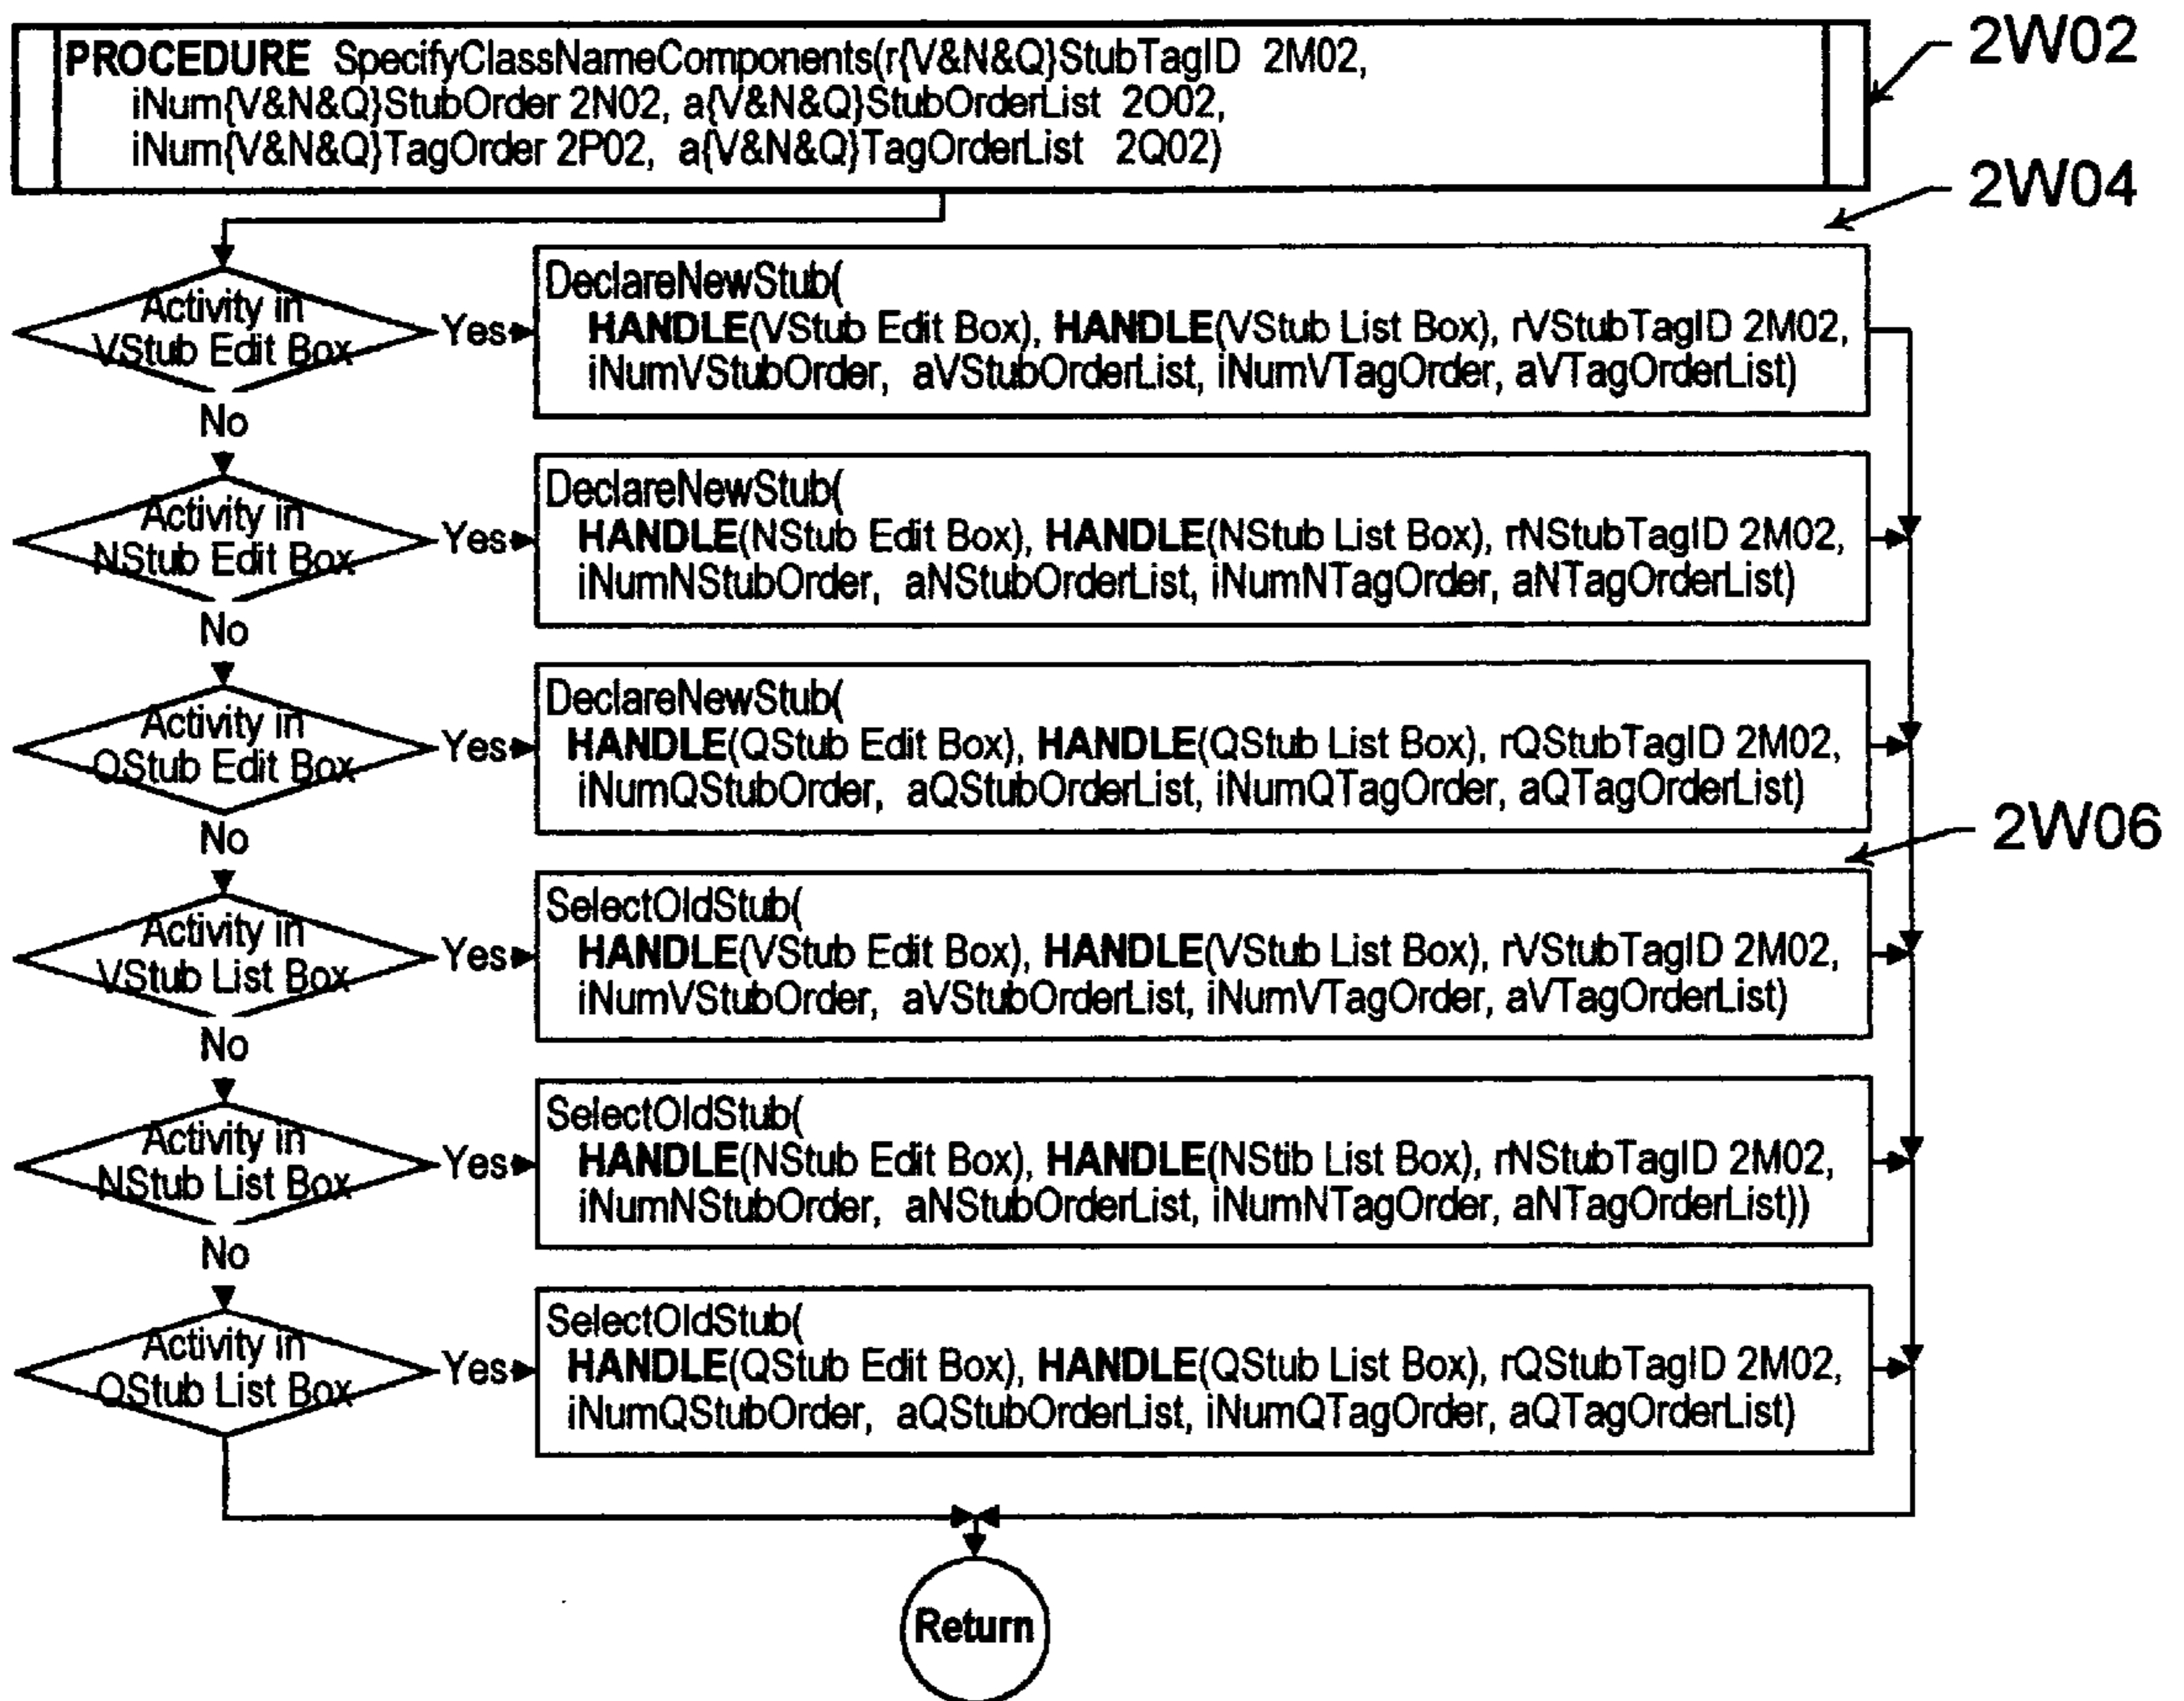 PROCEDURE SpecifyClassNameComponents(r{V&N&Q}StubTagID 2M02,
iNum{V&N&Q}StubOrder 2N02, a{V&N&Q}StubOrderList 2O02,
iNum{V&N&Q}TagOrder 2P02, a{V&N&Q}TagOrderList 2Q02)
2W02
2W04
Activity in
VStub Edit Box
Yes
DeclareNewStub(
HANDLE(VStub Edit Box), HANDLE(VStub List Box), rVStubTagID 2M02,
iNumVStubOrder, aVStubOrderList, iNumVTagOrder, aVTagOrderList)
No
Activity in
NStub Edit Box
Yes
DeclareNewStub(
HANDLE(NStub Edit Box), HANDLE(NStub List Box), rNStubTagID 2M02,
iNumNStubOrder, aNStubOrderList, iNumNTagOrder, aNTagOrderList)
No
Activity in
QStub Edit Box
Yes
DeclareNewStub(
HANDLE(QStub Edit Box), HANDLE(QStub List Box), rQStubTagID 2M02,
iNumQStubOrder, aQStubOrderList, iNumQTagOrder, aQTagOrderList)
No
2W06
Activity in
VStub List Box
Yes
SelectOldStub(
HANDLE(VStub Edit Box), HANDLE(VStub List Box), rVStubTagID 2M02,
iNumVStubOrder, aVStubOrderList, iNumVTagOrder, aVTagOrderList)
No
Activity in
NStub List Box
Yes
SelectOldStub(
HANDLE(NStub Edit Box), HANDLE(NStib List Box), rNStubTagID 2M02,
iNumNStubOrder, aNStubOrderList, iNumNTagOrder, aNTagOrderList))
No
Activity in
QStub List Box
Yes
SelectOldStub(
HANDLE(QStub Edit Box), HANDLE(QStub List Box), rQStubTagID 2M02,
iNumQStubOrder, aQStubOrderList, iNumQTagOrder, aQTagOrderList)
Return